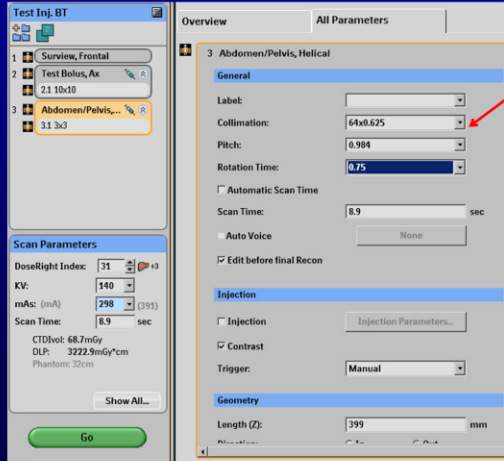 Test Inj. BT
1 Surview, Frontal
2 Test Bolus, Ax
2.1 10x10
3 Abdomen/Pelvis,...
3.1 3x3
Scan Parameters
DoseRight Index: 31 +3
KV: 140
mAs: (mA) 298 (391)
Scan Time: 8.9 sec
CTDIvol: 68.7mGy
DLP: 3222.9mGy*cm
Phantom: 32cm
Show All...
Go
Overview All Parameters
3 Abdomen/Pelvis, Helical
General
Label:
Collimation: 64x0.625
Pitch: 0.984
Rotation Time: 0.75
Automatic Scan Time
Scan Time: 8.9 sec
Auto Voice None
Edit before final Recon
Injection
Injection Injection Parameters...
Contrast
Trigger: Manual
Geometry
Length (Z): 399 mm